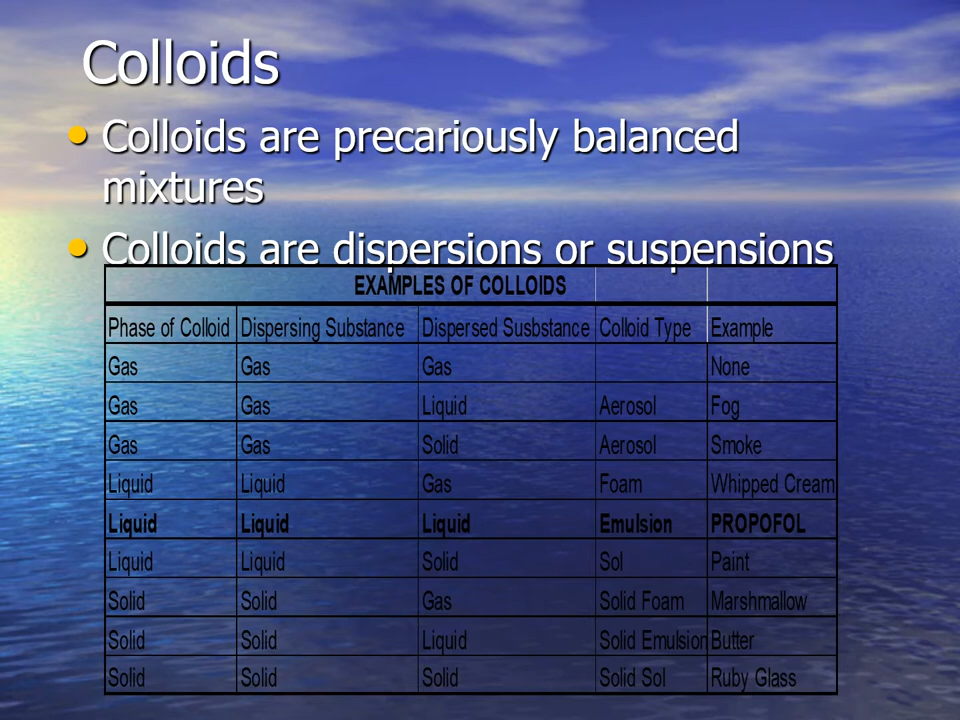 Colloids
• Colloids are precariously balanced
mixtures
• Colloids are dispersions or suspensions
EXAMPLES OF COLLOIDS
Phase of Colloid Dispersing Substance Dispersed Susbstance Colloid Type Example
Gas Gas Gas None
Gas Gas Liquid Aerosol Fog
Gas Gas Solid Aerosol Smoke
Liquid Liquid Gas Foam Whipped Cream
Liquid Liquid Liquid Emulsion PROPOFOL
Liquid Liquid Solid Sol Paint
Solid Solid Gas Solid Foam Marshmallow
Solid Solid Liquid Solid Emulsion Butter
Solid Solid Solid Solid Sol Ruby Glass